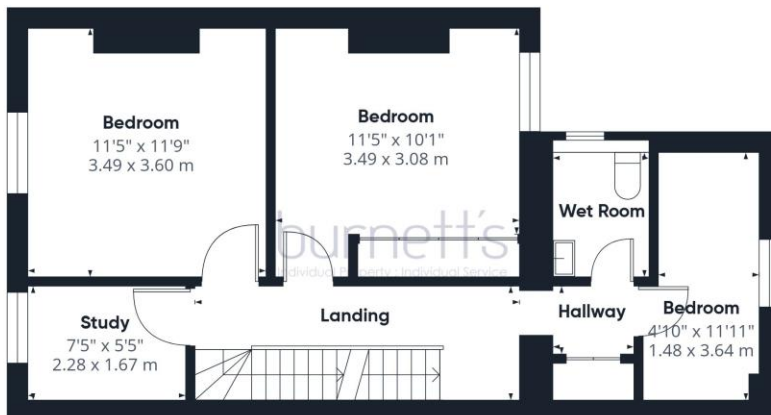 Bedroom
11'5" x 11'9"
3.49 x 3.60 m
Bedroom
11'5" x 10'1"
3.49 x 3.08 m
Wet Room
burnett's
Individual Property : Individual Service
Study
7'5" x 5'5"
2.28 x 1.67 m
Landing
Hallway
Bedroom
4'10" x 11'11"
1.48 x 3.64 m